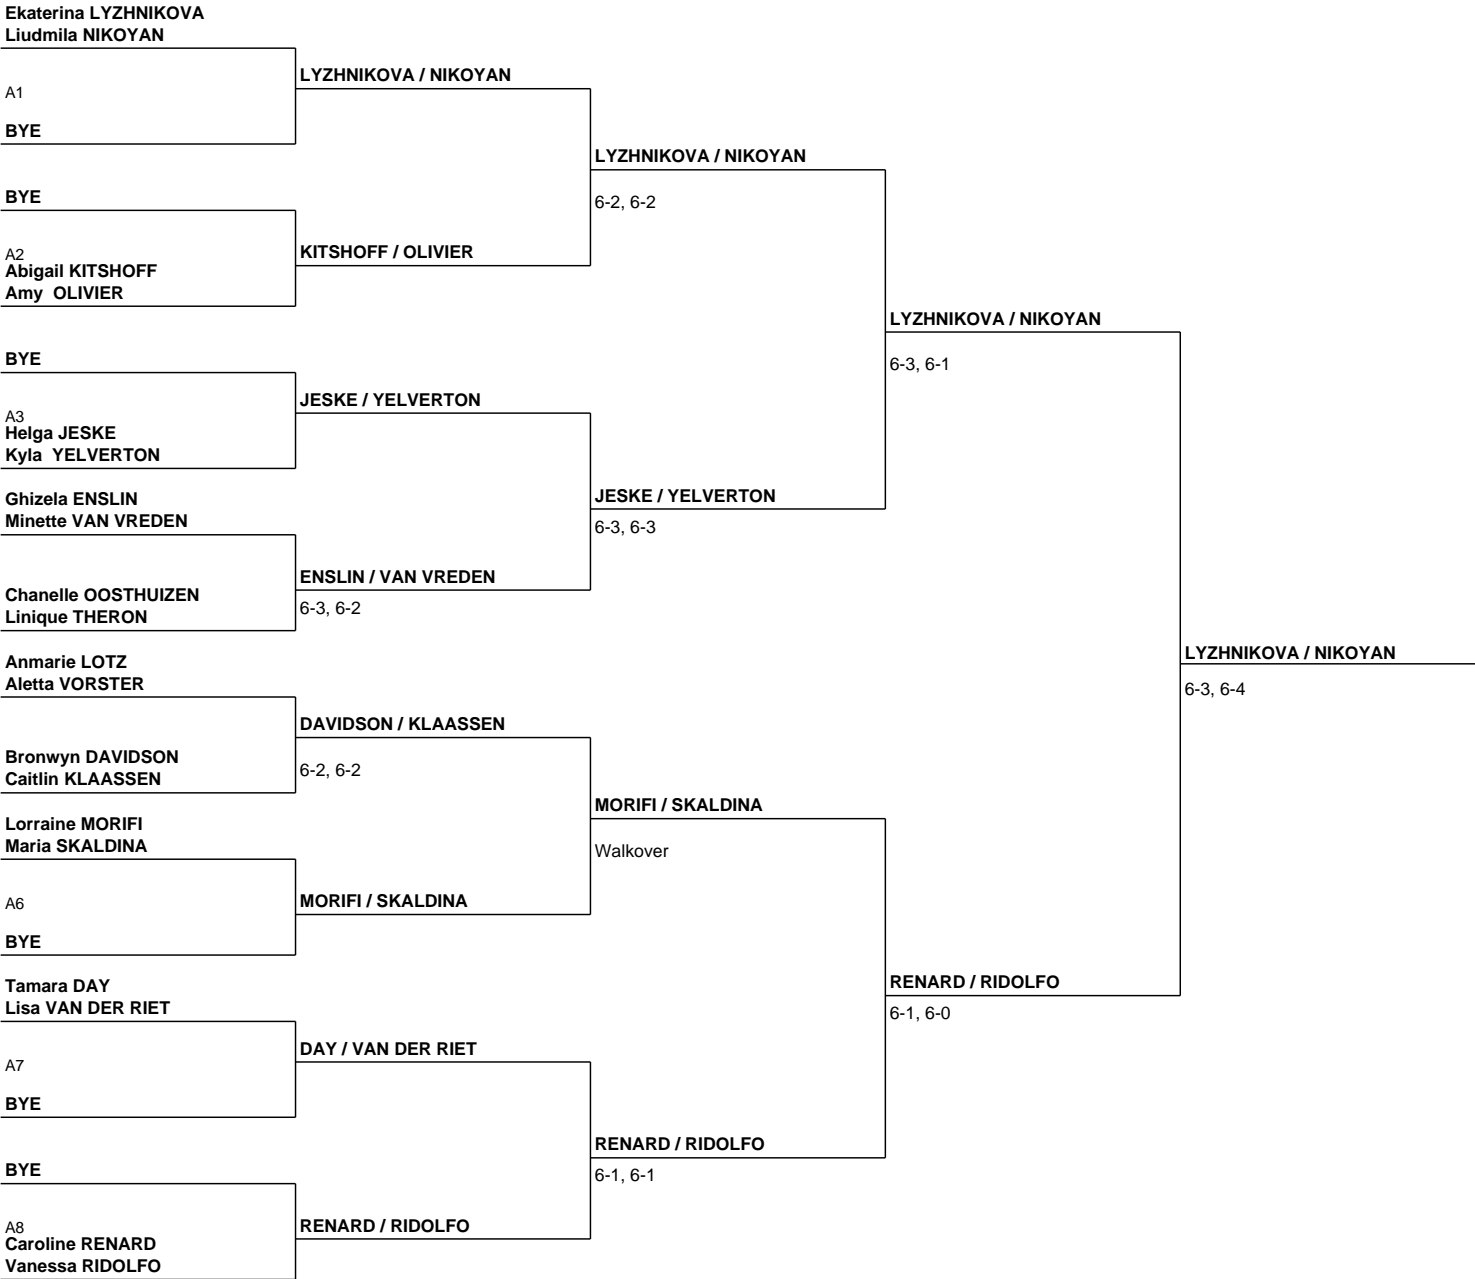 Ekaterina LYZHNIKOVA
Liudmila NIKOYAN
LYZHNIKOVA / NIKOYAN
A1
BYE
LYZHNIKOVA / NIKOYAN
6-2, 6-2
BYE
A2
KITSHOFF / OLIVIER
Abigail KITSHOFF
Amy  OLIVIER
LYZHNIKOVA / NIKOYAN
6-3, 6-1
BYE
JESKE / YELVERTON
A3
Helga JESKE
Kyla  YELVERTON
JESKE / YELVERTON
6-3, 6-3
Ghizela ENSLIN
Minette VAN VREDEN
ENSLIN / VAN VREDEN
6-3, 6-2
Chanelle OOSTHUIZEN
Linique THERON
LYZHNIKOVA / NIKOYAN
6-3, 6-4
Anmarie LOTZ
Aletta VORSTER
DAVIDSON / KLAASSEN
6-2, 6-2
Bronwyn DAVIDSON
Caitlin KLAASSEN
MORIFI / SKALDINA
Walkover
Lorraine MORIFI
Maria SKALDINA
A6
MORIFI / SKALDINA
BYE
RENARD / RIDOLFO
6-1, 6-0
Tamara DAY
Lisa VAN DER RIET
DAY / VAN DER RIET
A7
BYE
RENARD / RIDOLFO
6-1, 6-1
BYE
A8
RENARD / RIDOLFO
Caroline RENARD
Vanessa RIDOLFO